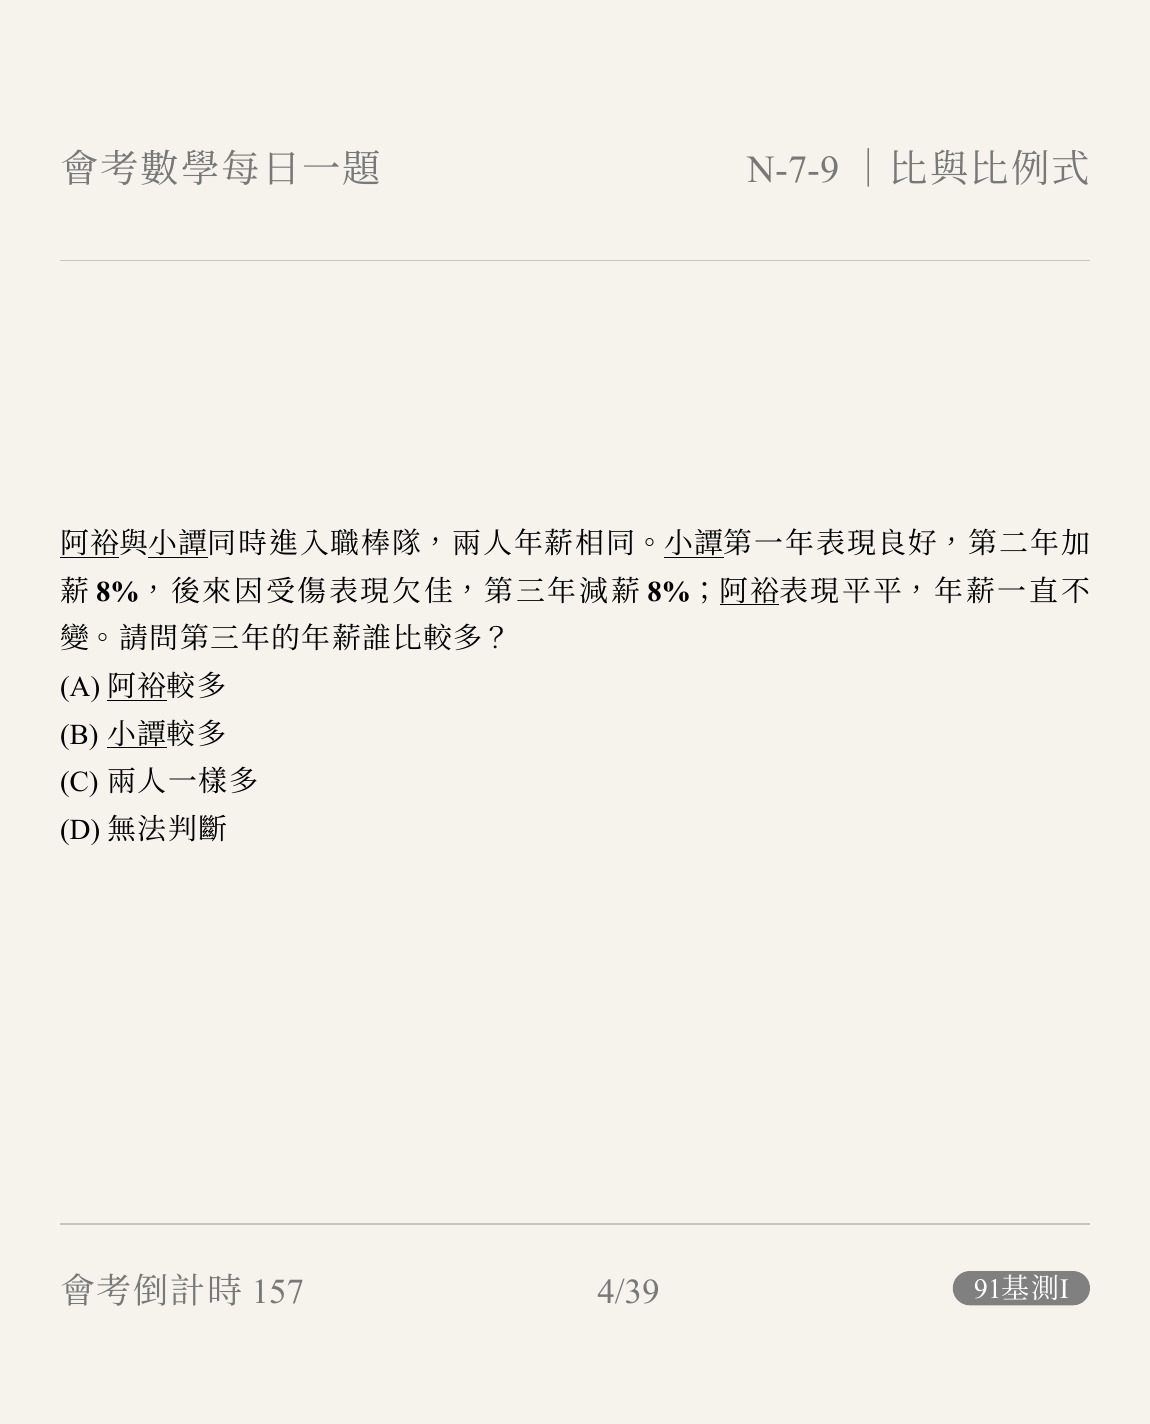 會考數學每日一題
N-7-9｜比與比例式
阿裕與小譚同時進入職棒隊，兩人年薪相同。小譚第一年表現良好，第二年加
薪 8%，後來因受傷表現欠佳，第三年減薪 8%；阿裕表現平平，年薪一直不
變。請問第三年的年薪誰比較多？
(A) 阿裕較多
(B) 小譚較多
(C) 兩人一樣多
(D) 無法判斷
會考倒計時 157
4/39
91基測I